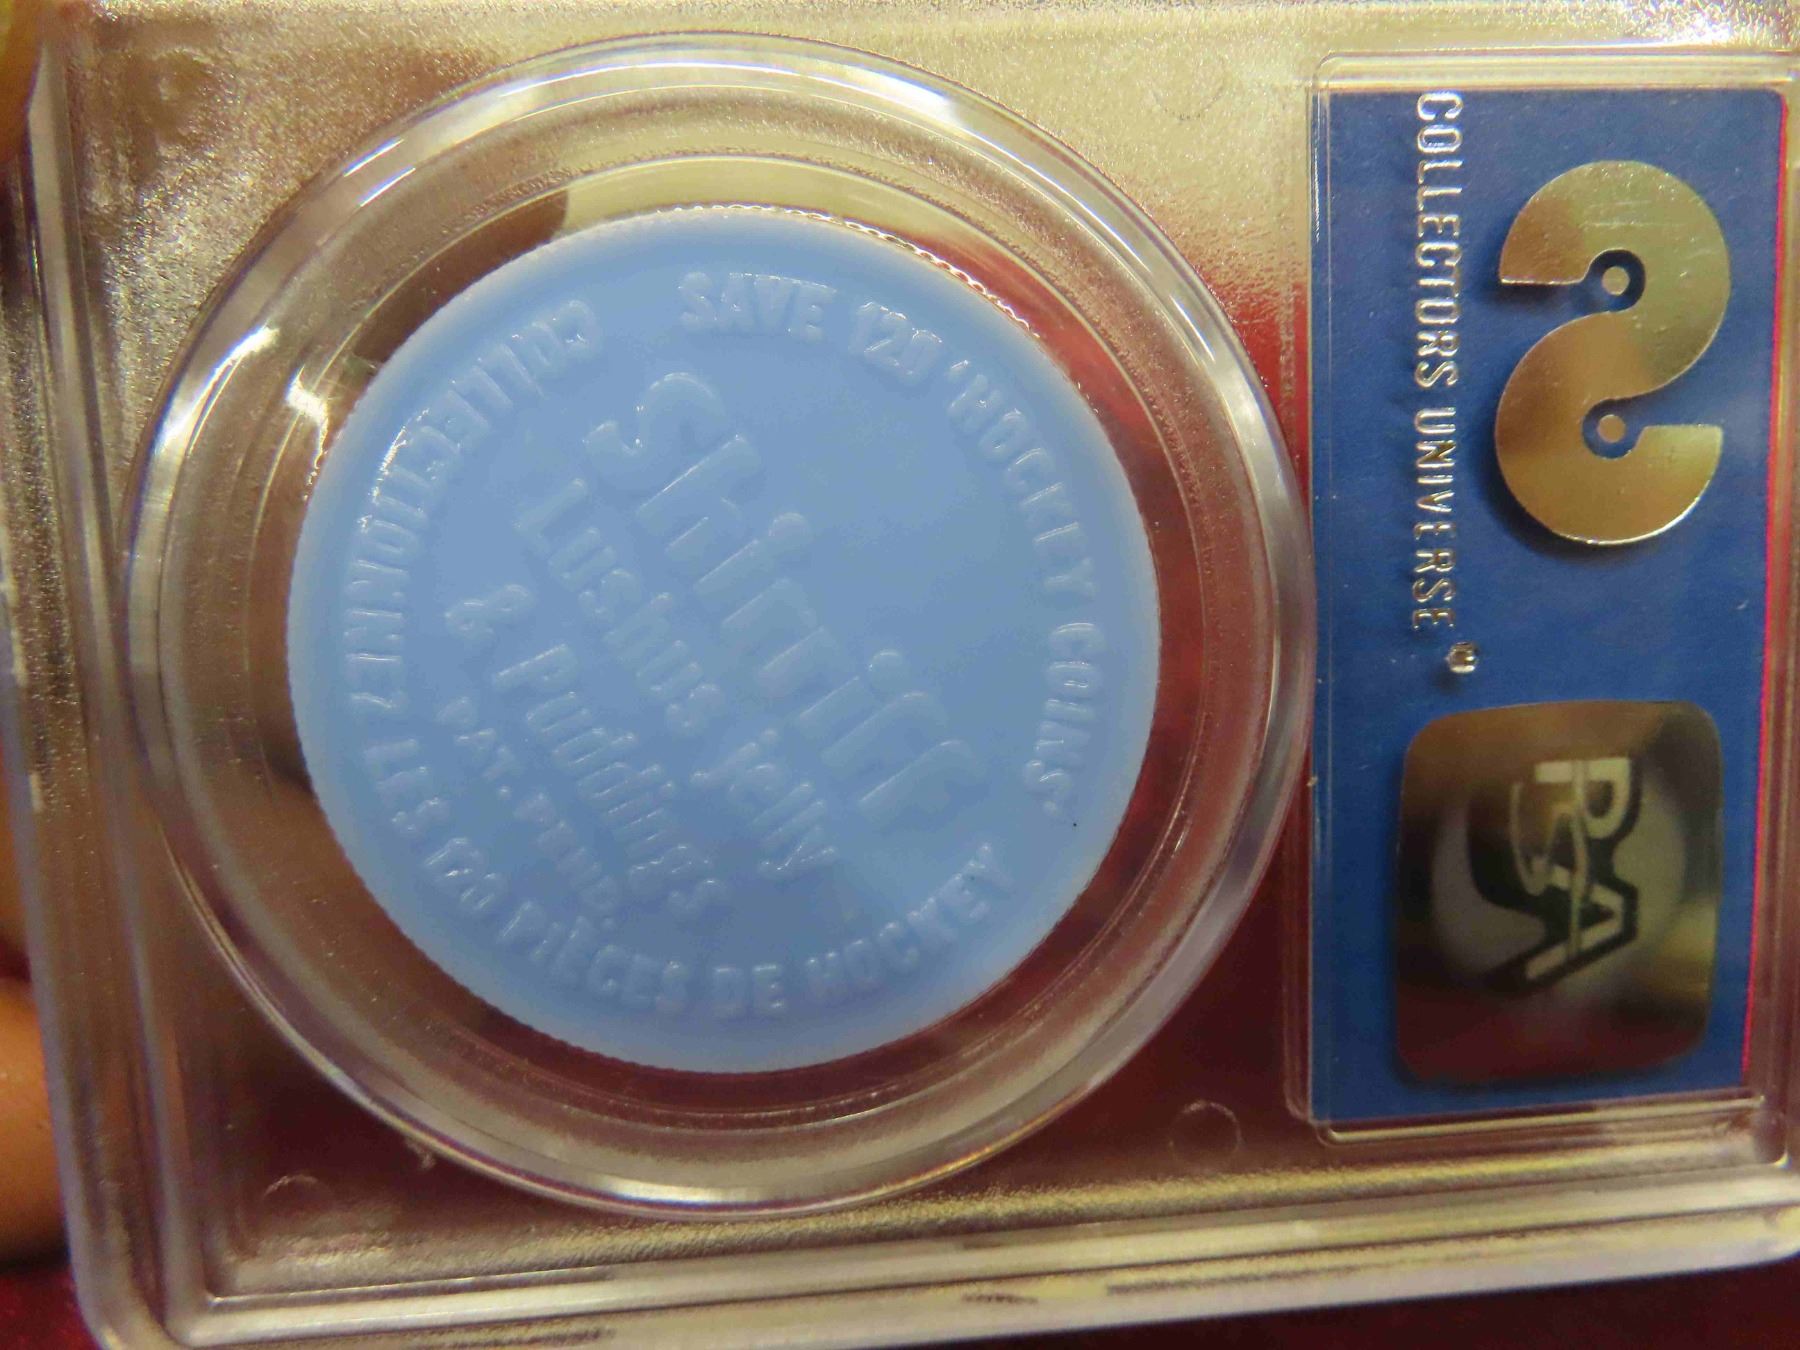 SAVE 120 'HOCKEY COINS'
Shirriff
Lushus Jelly
& Puddings
PAT. PEND.
COLLECTIONNEZ LES 120 PIÈCES DE HOCKEY
COLLECTORS UNIVERSE
PSA